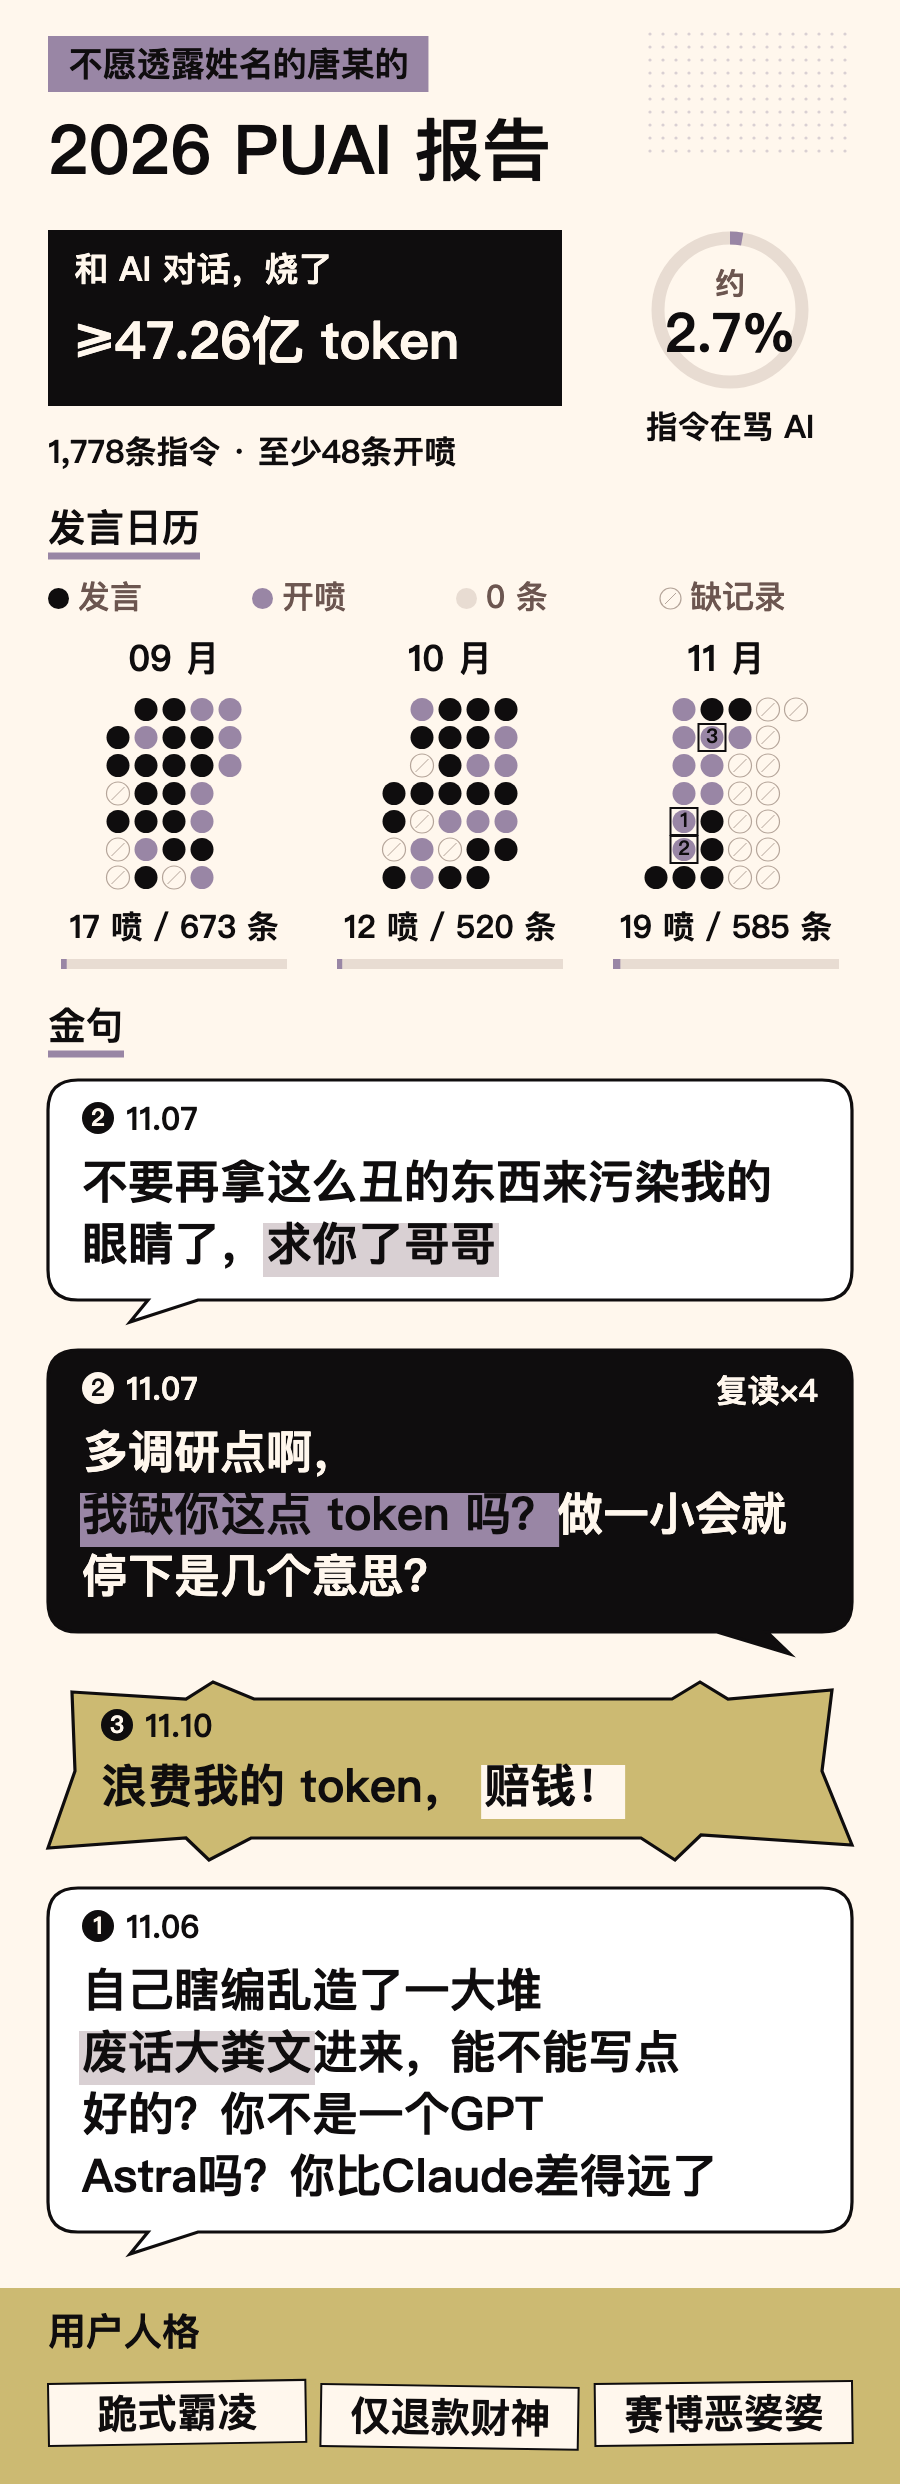 不愿透露姓名的唐某的
2026 PUAI 报告
和 AI 对话，烧了
≥47.26亿 token
约
2.7%
指令在骂 AI
1,778条指令 · 至少48条开喷
发言日历
发言
开喷
0 条
缺记录
09 月
10 月
11 月
3
1
2
17 喷 / 673 条
12 喷 / 520 条
19 喷 / 585 条
金句
2 11.07
不要再拿这么丑的东西来污染我的
眼睛了，求你了哥哥
2 11.07
复读×4
多调研点啊，
我缺你这点 token 吗？做一小会就
停下是几个意思？
3 11.10
浪费我的 token，赔钱！
1 11.06
自己瞎编乱造了一大堆
废话大粪文进来，能不能写点
好的？你不是一个GPT
Astra吗？你比Claude差得远了
用户人格
跪式霸凌
仅退款财神
赛博恶婆婆